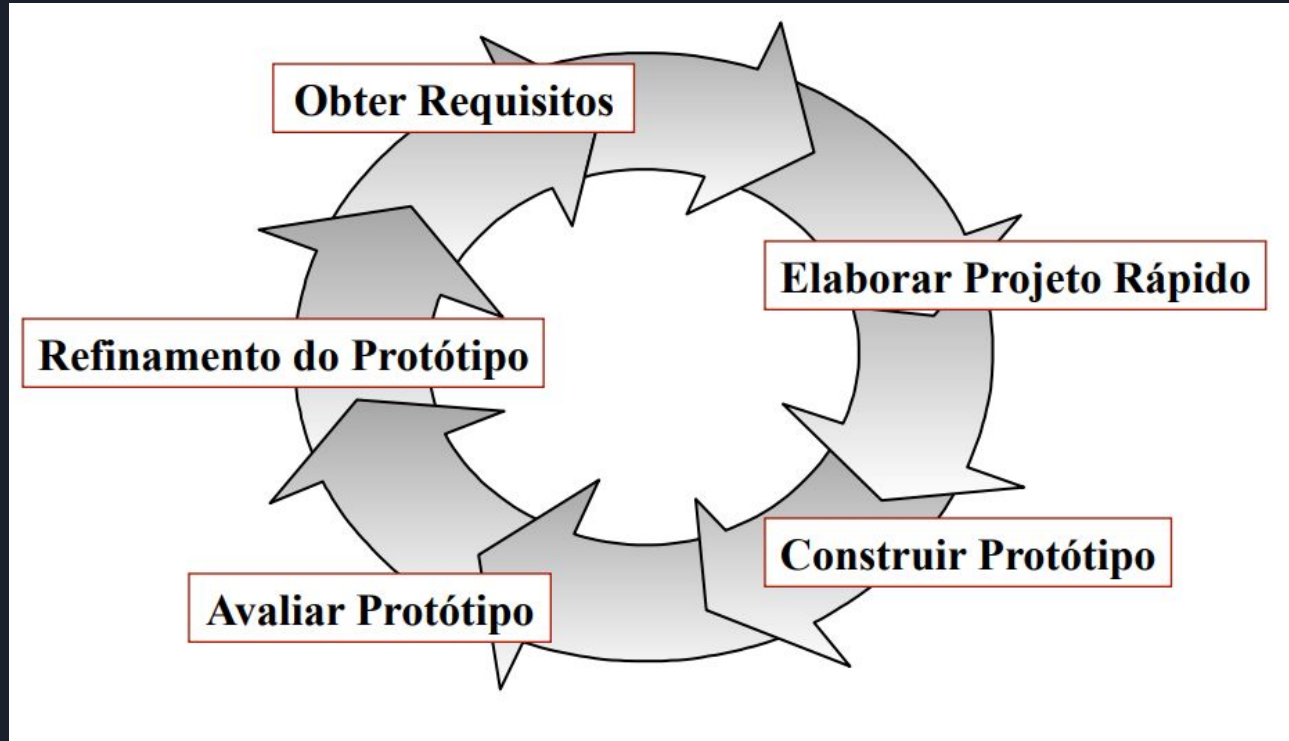 Obter Requisitos
Elaborar Projeto Rápido
Refinamento do Protótipo
Construir Protótipo
Avaliar Protótipo